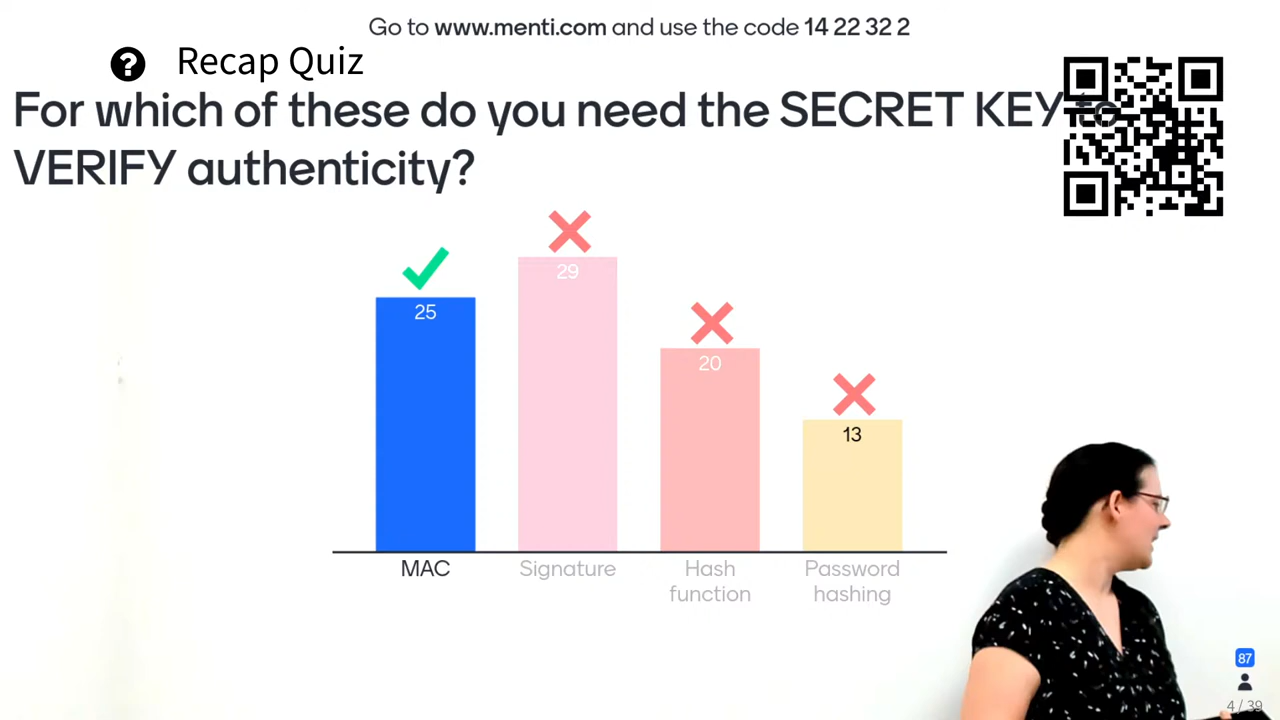 Go to www.menti.com and use the code 14 22 32 2
? Recap Quiz
For which of these do you need the SECRET KEY to
VERIFY authenticity?
25
29
20
13
MAC
Signature
Hash
function
Password
hashing
87
4 / 39